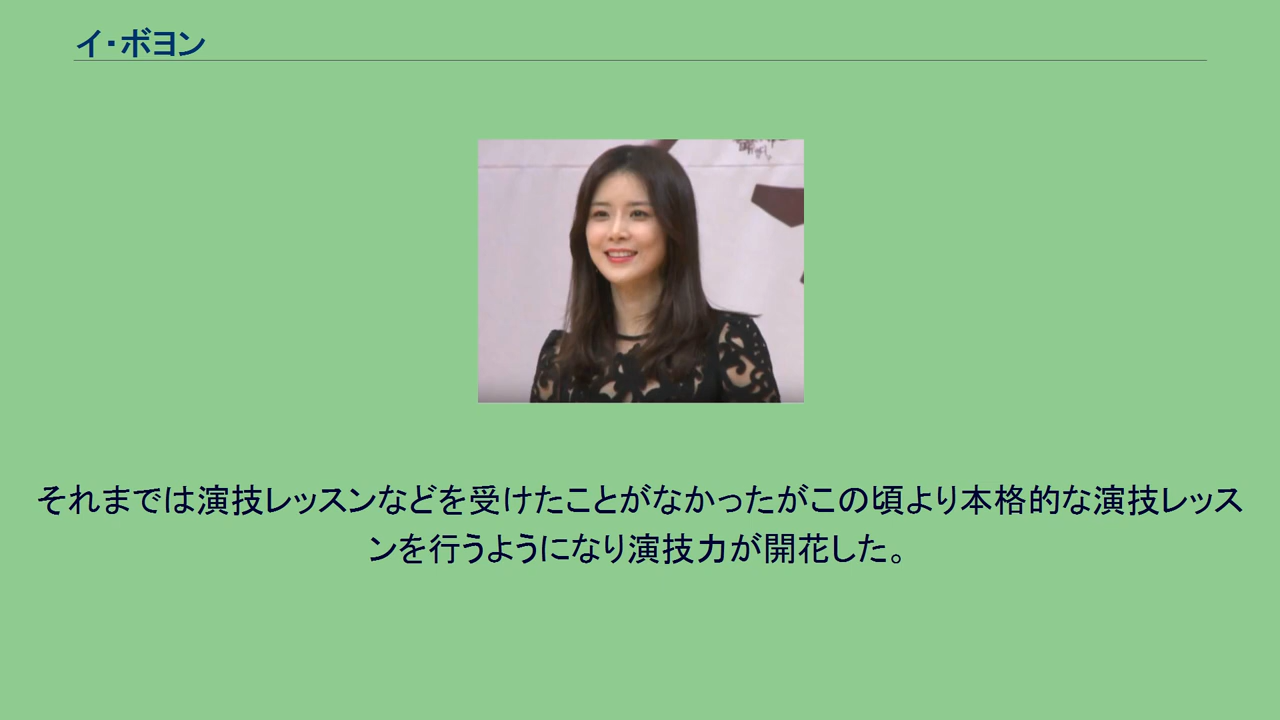 イ・ボヨン
それまでは演技レッスンなどを受けたことがなかったがこの頃より本格的な演技レッス
ンを行うようになり演技力が開花した。